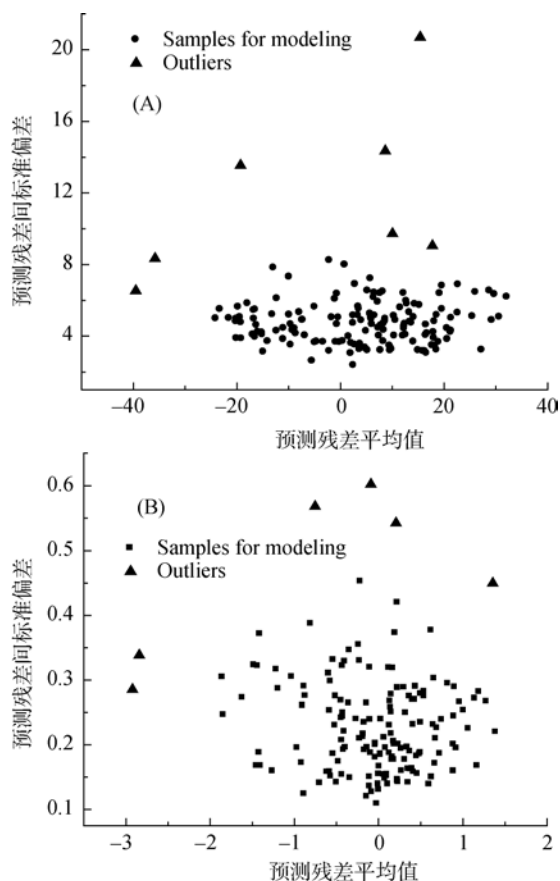 20
16
12
8
4
预测残差间标准偏差
● Samples for modeling
▲ Outliers
(A)
−40 −20 0 20 40
预测残差平均值
0.6
0.5
0.4
0.3
0.2
0.1
预测残差间标准偏差
(B)
■ Samples for modeling
▲ Outliers
−3 −2 −1 0 1 2
预测残差平均值